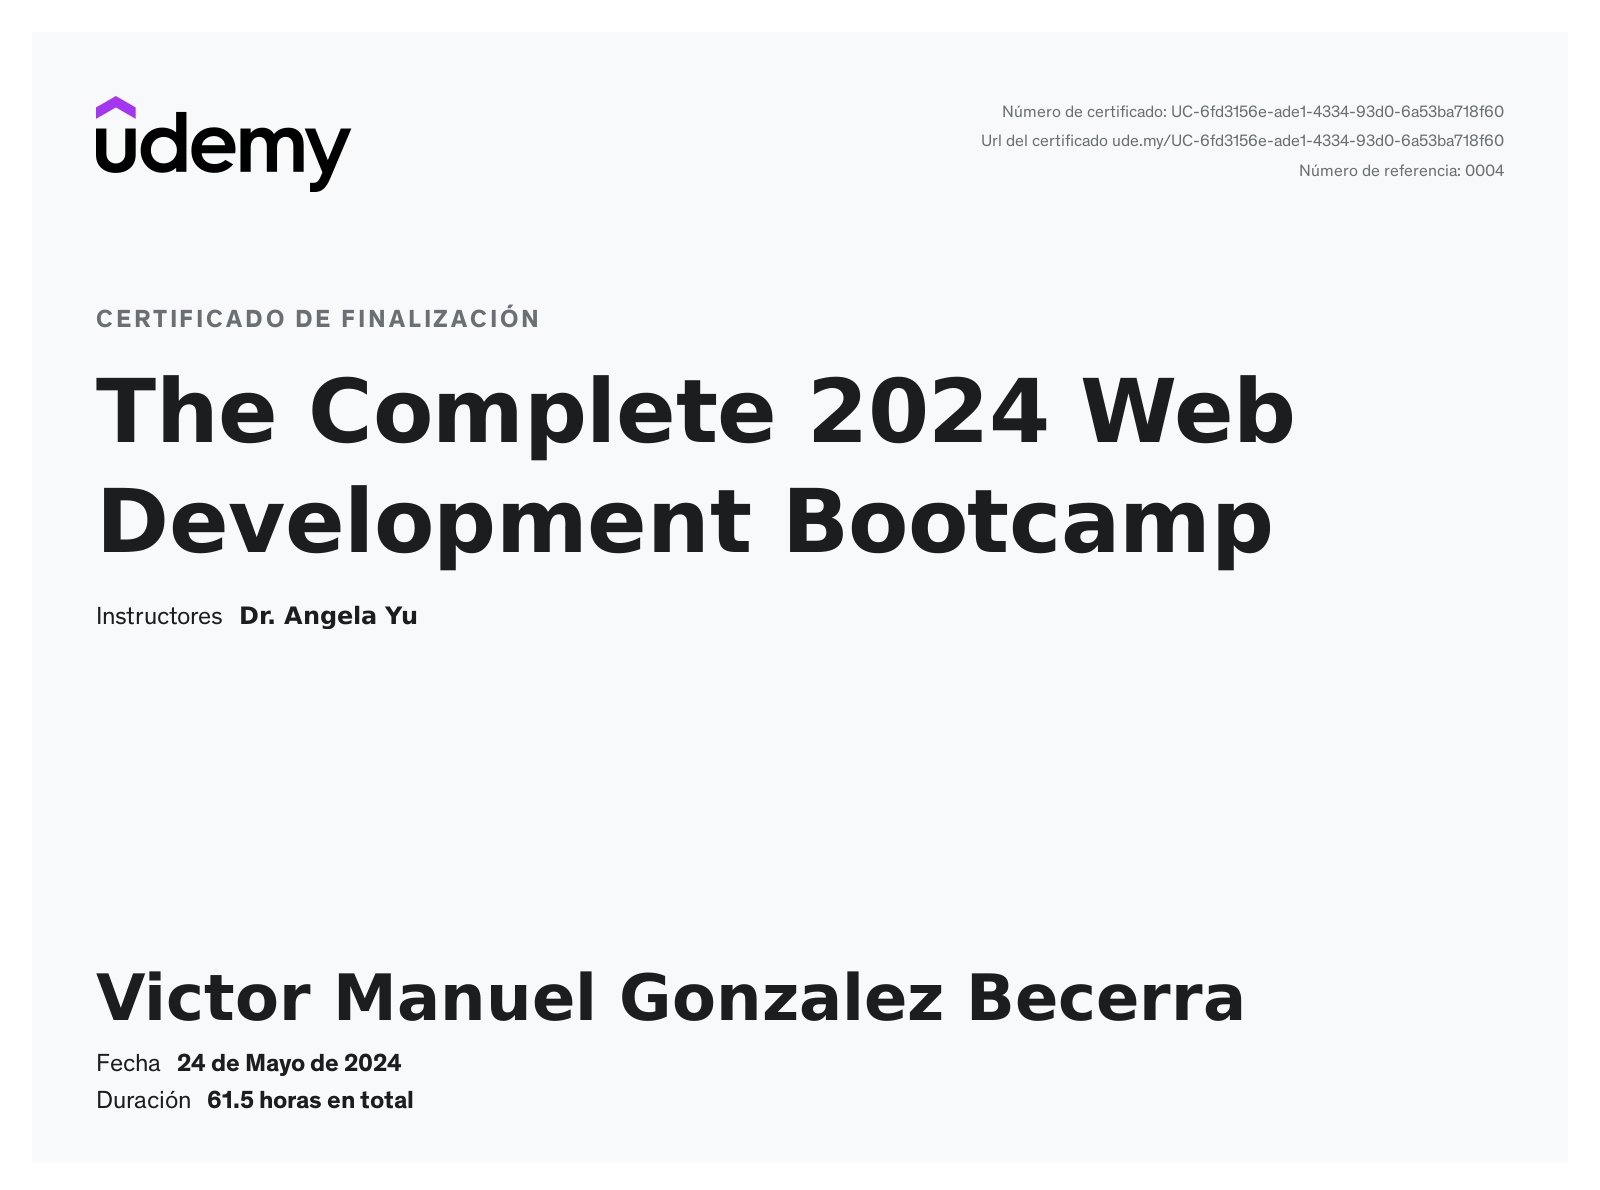 udemy
Número de certificado: UC-6fd3156e-ade1-4334-93d0-6a53ba718f60
Url del certificado ude.my/UC-6fd3156e-ade1-4334-93d0-6a53ba718f60
Número de referencia: 0004
CERTIFICADO DE FINALIZACIÓN
The Complete 2024 Web
Development Bootcamp
Instructores Dr. Angela Yu
Victor Manuel Gonzalez Becerra
Fecha 24 de Mayo de 2024
Duración 61.5 horas en total